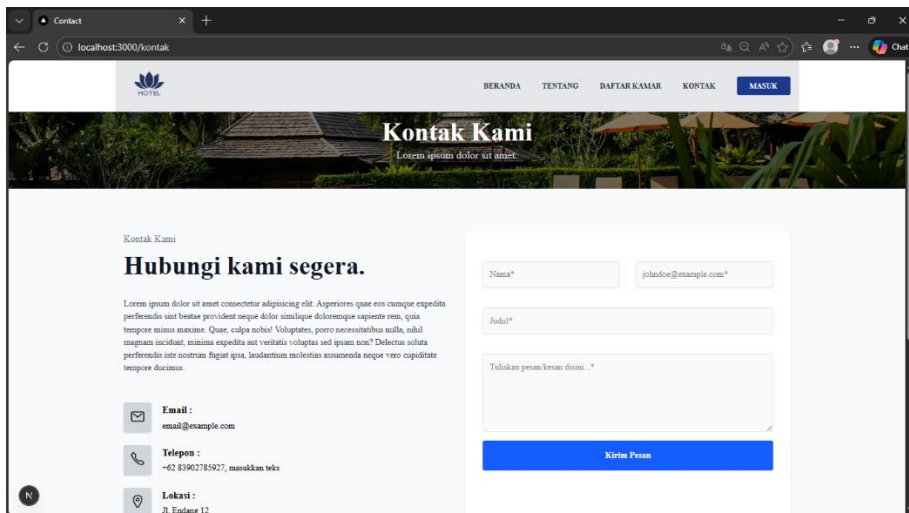 Contact
localhost:3000/kontak
Chat
HOTEL
BERANDA TENTANG DAFTAR KAMAR KONTAK MASUK
Kontak Kami
Lorem ipsum dolor sit amet.
Kontak Kami
Hubungi kami segera.
Lorem ipsum dolor sit amet consectetur adipisicing elit. Asperiores quae eos cumque expedita
perferendis sint beatae provident neque dolor similique doloremque sapiente rem, quia
tempore minus maxime. Quae, culpa nobis! Voluptates, porro necessitatibus nulla, nihil
magnam incidunt, minima expedita aut veritatis voluptas sed ipsam non? Delectus soluta
perferendis iste nostrum fugiat ipsa, laudantium molestias assumenda neque vero cupiditate
tempore ducimus.
Email :
email@example.com
Telepon :
+62 83902785927, masukkan teks
Lokasi :
Jl. Endang 12
Nama*
johndoe@example.com*
Judul*
Tuliskan pesan/kesan disini...*
Kirim Pesan
N